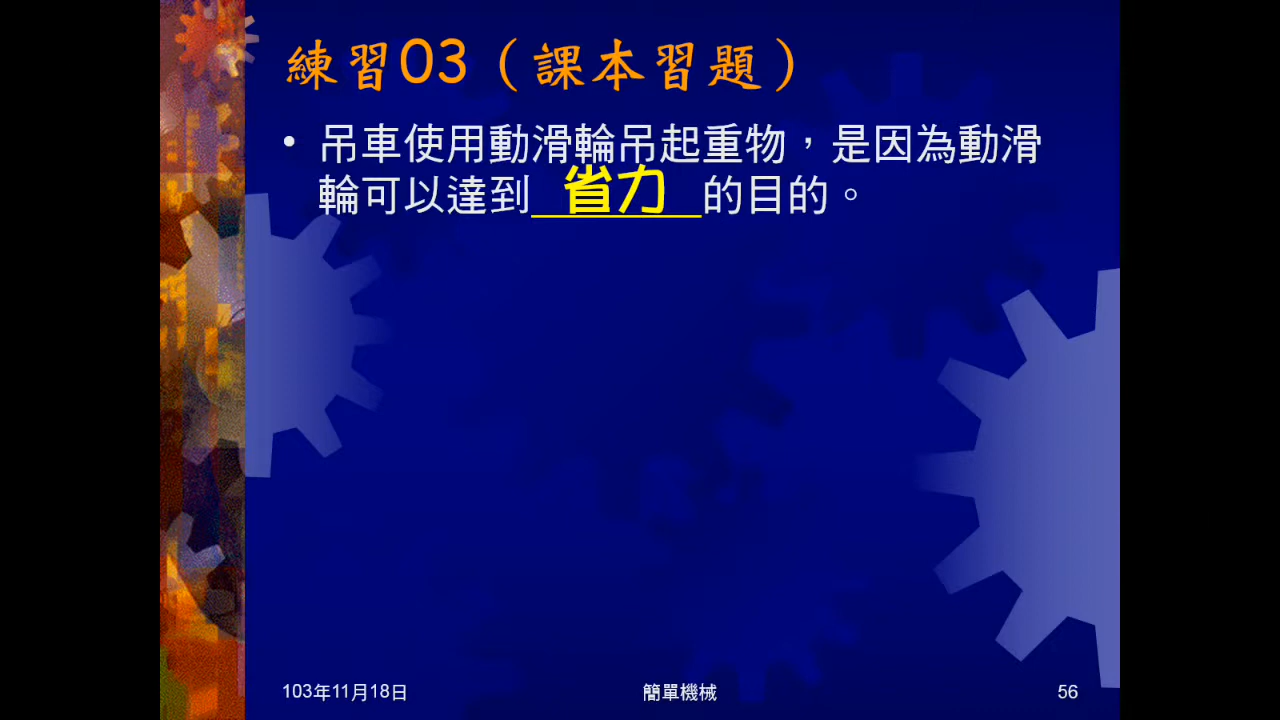 練習03（課本習題）
• 吊車使用動滑輪吊起重物，是因為動滑
輪可以達到 省力 的目的。
103年11月18日
簡單機械
56